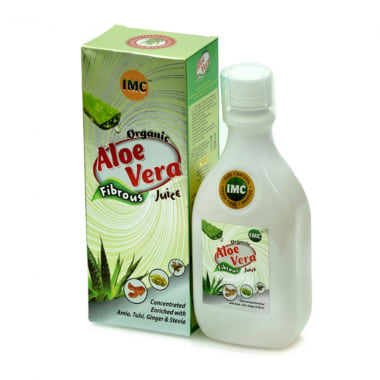 IMC
Organic
Aloe
Vera
Fibrous Juice
Concentrated
Enriched with
Amla, Tulsi, Ginger & Stevia
IMC
IMC
Organic
Aloe
Vera
Fibrous Juice